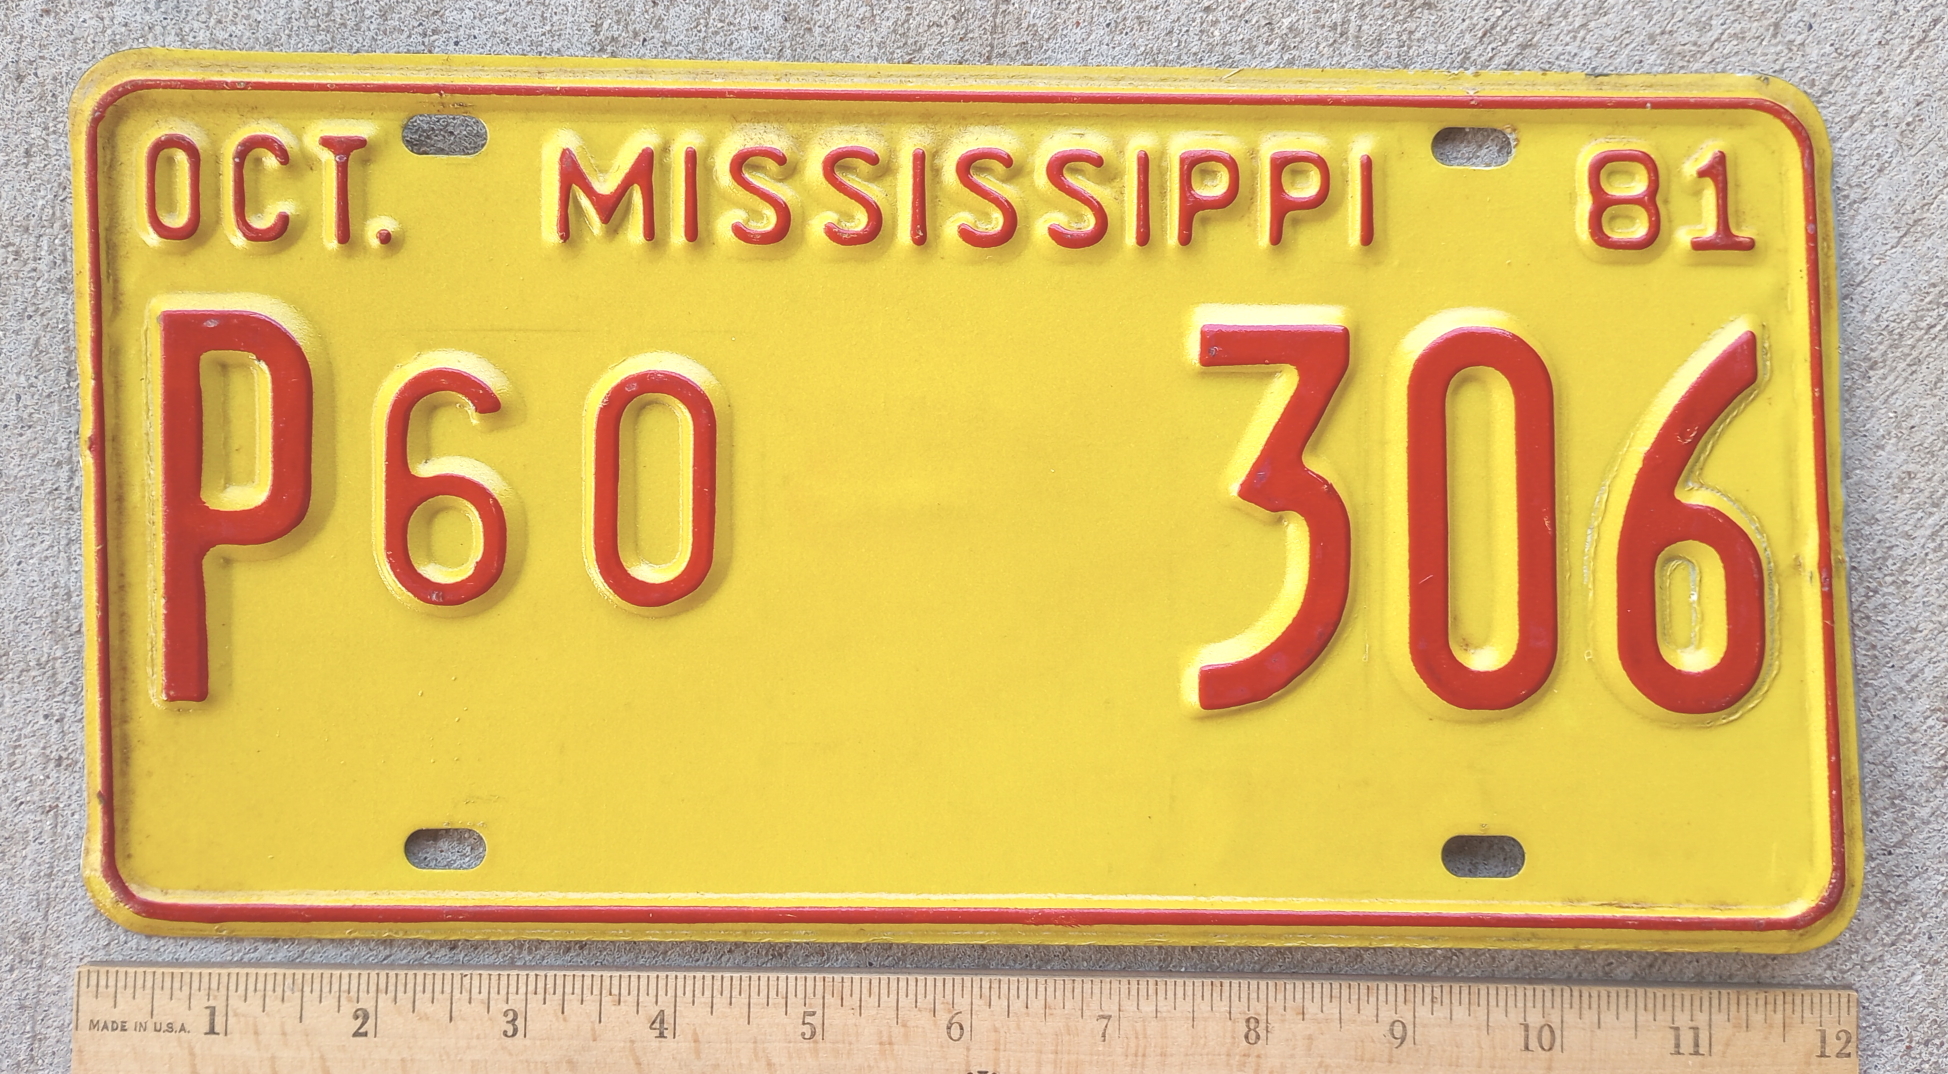 OCT. MISSISSIPPI 81
P60 306
MADE IN U.S.A. 1 2 3 4 5 6 7 8 9 10 11 12